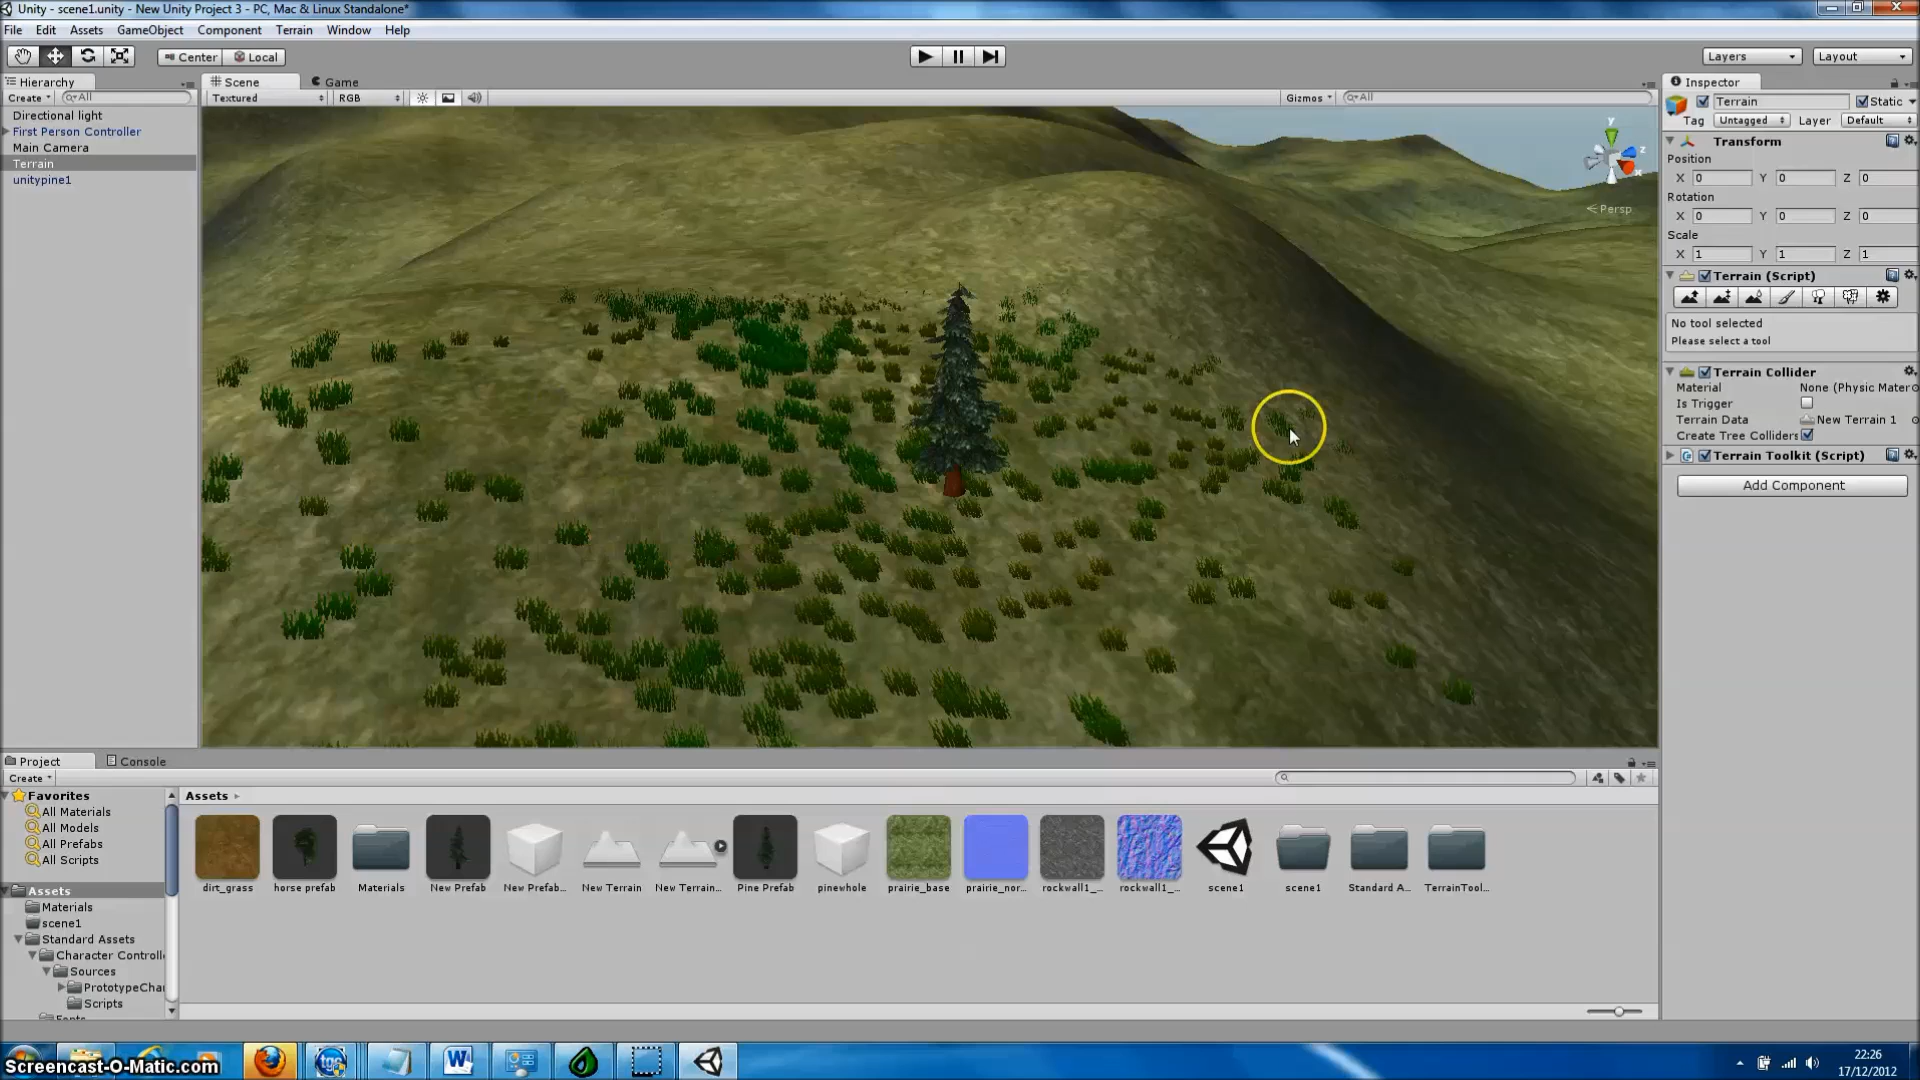 Unity - scene1.unity - New Unity Project 3 - PC, Mac & Linux Standalone*
File Edit Assets GameObject Component Terrain Window Help
Center Local
Layers Layout
Hierarchy
Create All
Directional light
First Person Controller
Main Camera
Terrain
unitypine1
Scene Game
Textured RGB
Gizmos All
y
z
x
Persp
Inspector
Terrain Static
Tag Untagged Layer Default
Transform
Position
X 0 Y 0 Z 0
Rotation
X 0 Y 0 Z 0
Scale
X 1 Y 1 Z 1
Terrain (Script)
No tool selected
Please select a tool
Terrain Collider
Material None (Physic Mater
Is Trigger
Terrain Data New Terrain 1
Create Tree Colliders
Terrain Toolkit (Script)
Add Component
Project Console
Create
Favorites
All Materials
All Models
All Prefabs
All Scripts
Assets
Materials
scene1
Standard Assets
Character Controll
Sources
PrototypeChar
Scripts
Assets
dirt_grass horse prefab Materials New Prefab New Prefab... New Terrain New Terrain... Pine Prefab pinewhole prairie_base prairie_nor... rockwall1_... rockwall1_... scene1 scene1 Standard A... TerrainTool...
Screencast-O-Matic.com
tgc
W
22:26
17/12/2012